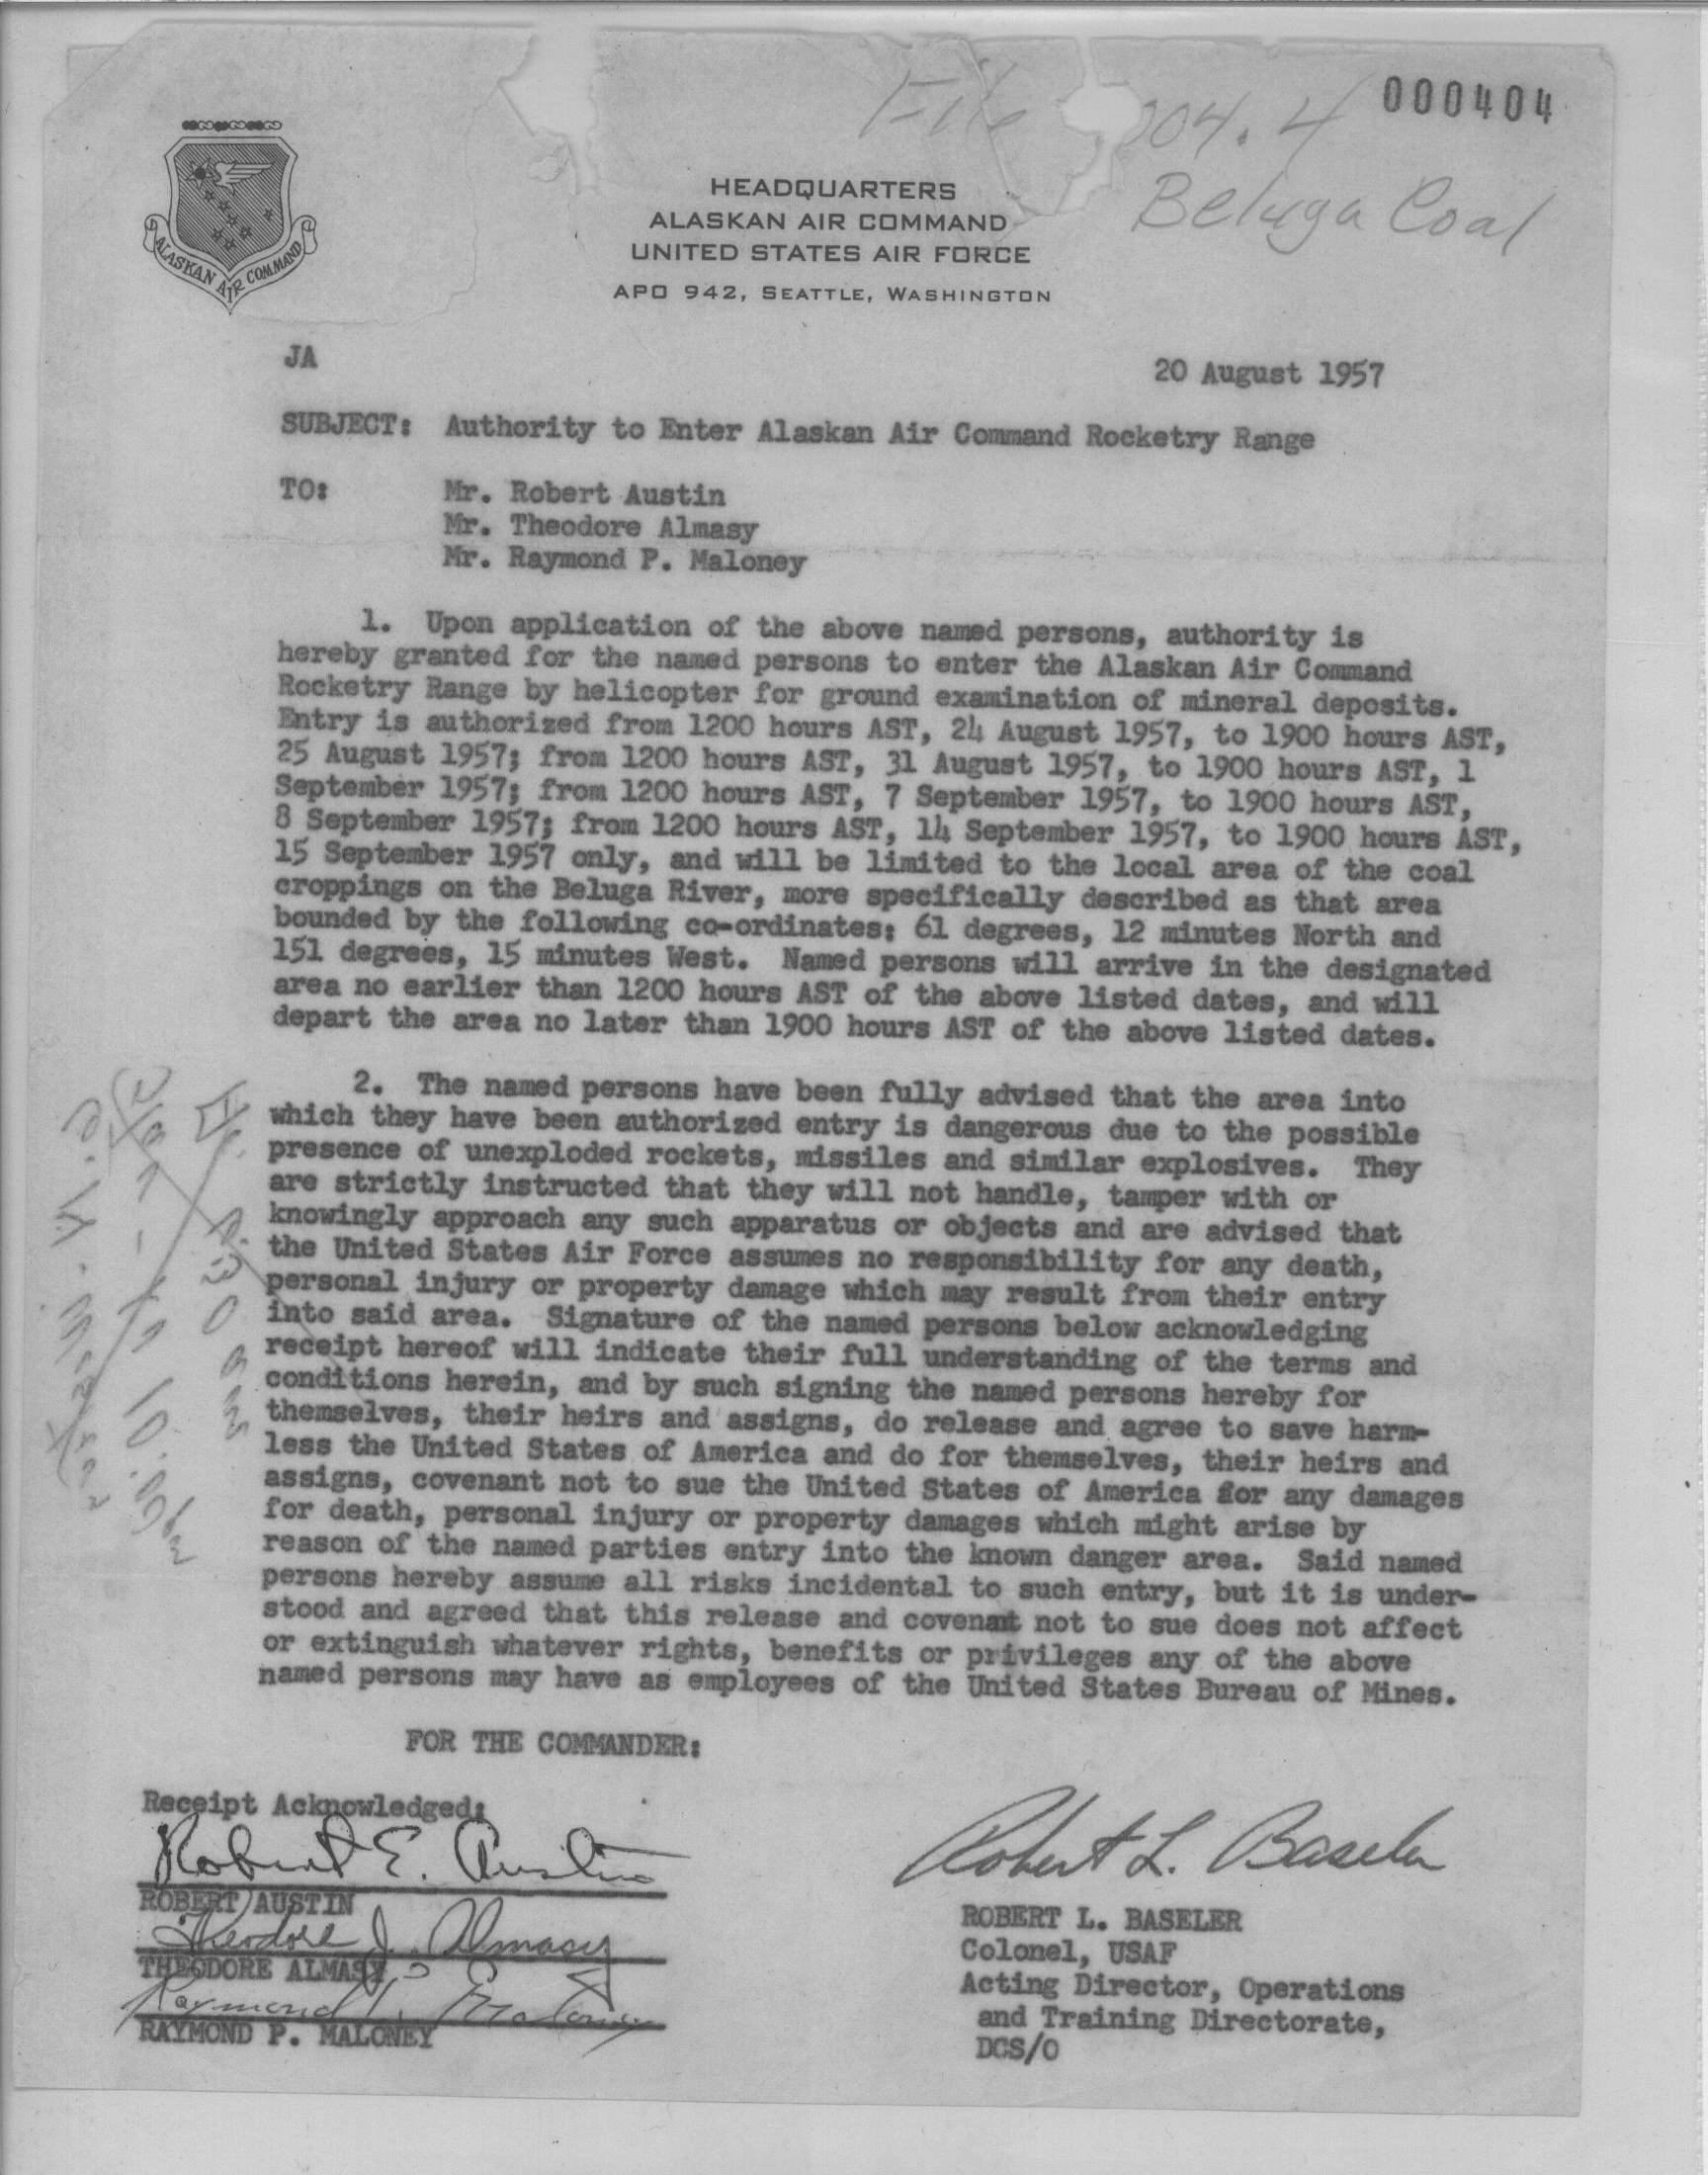 File 04.4
000404
Beluga Coal
ALASKAN AIR COMMAND
HEADQUARTERS
ALASKAN AIR COMMAND
UNITED STATES AIR FORCE
APO 942, SEATTLE, WASHINGTON
JA
20 August 1957
SUBJECT: Authority to Enter Alaskan Air Command Rocketry Range
TO: Mr. Robert Austin
Mr. Theodore Almasy
Mr. Raymond P. Maloney
1. Upon application of the above named persons, authority is
hereby granted for the named persons to enter the Alaskan Air Command
Rocketry Range by helicopter for ground examination of mineral deposits.
Entry is authorized from 1200 hours AST, 24 August 1957, to 1900 hours AST,
25 August 1957; from 1200 hours AST, 31 August 1957, to 1900 hours AST, 1
September 1957; from 1200 hours AST, 7 September 1957, to 1900 hours AST,
8 September 1957; from 1200 hours AST, 14 September 1957, to 1900 hours AST,
15 September 1957 only, and will be limited to the local area of the coal
croppings on the Beluga River, more specifically described as that area
bounded by the following co-ordinates: 61 degrees, 12 minutes North and
151 degrees, 15 minutes West. Named persons will arrive in the designated
area no earlier than 1200 hours AST of the above listed dates, and will
depart the area no later than 1900 hours AST of the above listed dates.
2. The named persons have been fully advised that the area into
which they have been authorized entry is dangerous due to the possible
presence of unexploded rockets, missiles and similar explosives. They
are strictly instructed that they will not handle, tamper with or
knowingly approach any such apparatus or objects and are advised that
the United States Air Force assumes no responsibility for any death,
personal injury or property damage which may result from their entry
into said area. Signature of the named persons below acknowledging
receipt hereof will indicate their full understanding of the terms and
conditions herein, and by such signing the named persons hereby for
themselves, their heirs and assigns, do release and agree to save harm-
less the United States of America and do for themselves, their heirs and
assigns, covenant not to sue the United States of America for any damages
for death, personal injury or property damages which might arise by
reason of the named parties entry into the known danger area. Said named
persons hereby assume all risks incidental to such entry, but it is under-
stood and agreed that this release and covenant not to sue does not affect
or extinguish whatever rights, benefits or privileges any of the above
named persons may have as employees of the United States Bureau of Mines.
FOR THE COMMANDER:
Receipt Acknowledged:
Robert E. Austin
ROBERT AUSTIN
Theodore J. Almasy
THEODORE ALMASY
Raymond P. Maloney
RAYMOND P. MALONEY
Robert L. Baseler
ROBERT L. BASELER
Colonel, USAF
Acting Director, Operations
and Training Directorate,
DCS/O